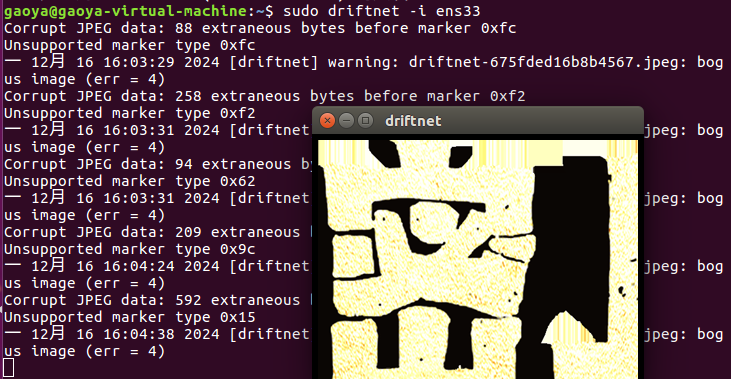 gaoya@gaoya-virtual-machine:~$ sudo driftnet -i ens33
Corrupt JPEG data: 88 extraneous bytes before marker 0xfc
Unsupported marker type 0xfc
一 12月 16 16:03:29 2024 [driftnet] warning: driftnet-675fded16b8b4567.jpeg: bog
us image (err = 4)
Corrupt JPEG data: 258 extraneous bytes before marker 0xf2
Unsupported marker type 0xf2
一 12月 16 16:03:31 2024 [driftnet jpeg: bog
us image (err = 4)
Corrupt JPEG data: 94 extraneous by
Unsupported marker type 0x62
一 12月 16 16:03:31 2024 [driftnet jpeg: bog
us image (err = 4)
Corrupt JPEG data: 209 extraneous
Unsupported marker type 0x9c
一 12月 16 16:04:24 2024 [driftnet jpeg: bog
us image (err = 4)
Corrupt JPEG data: 592 extraneous
Unsupported marker type 0x15
一 12月 16 16:04:38 2024 [driftnet jpeg: bog
us image (err = 4)
driftnet